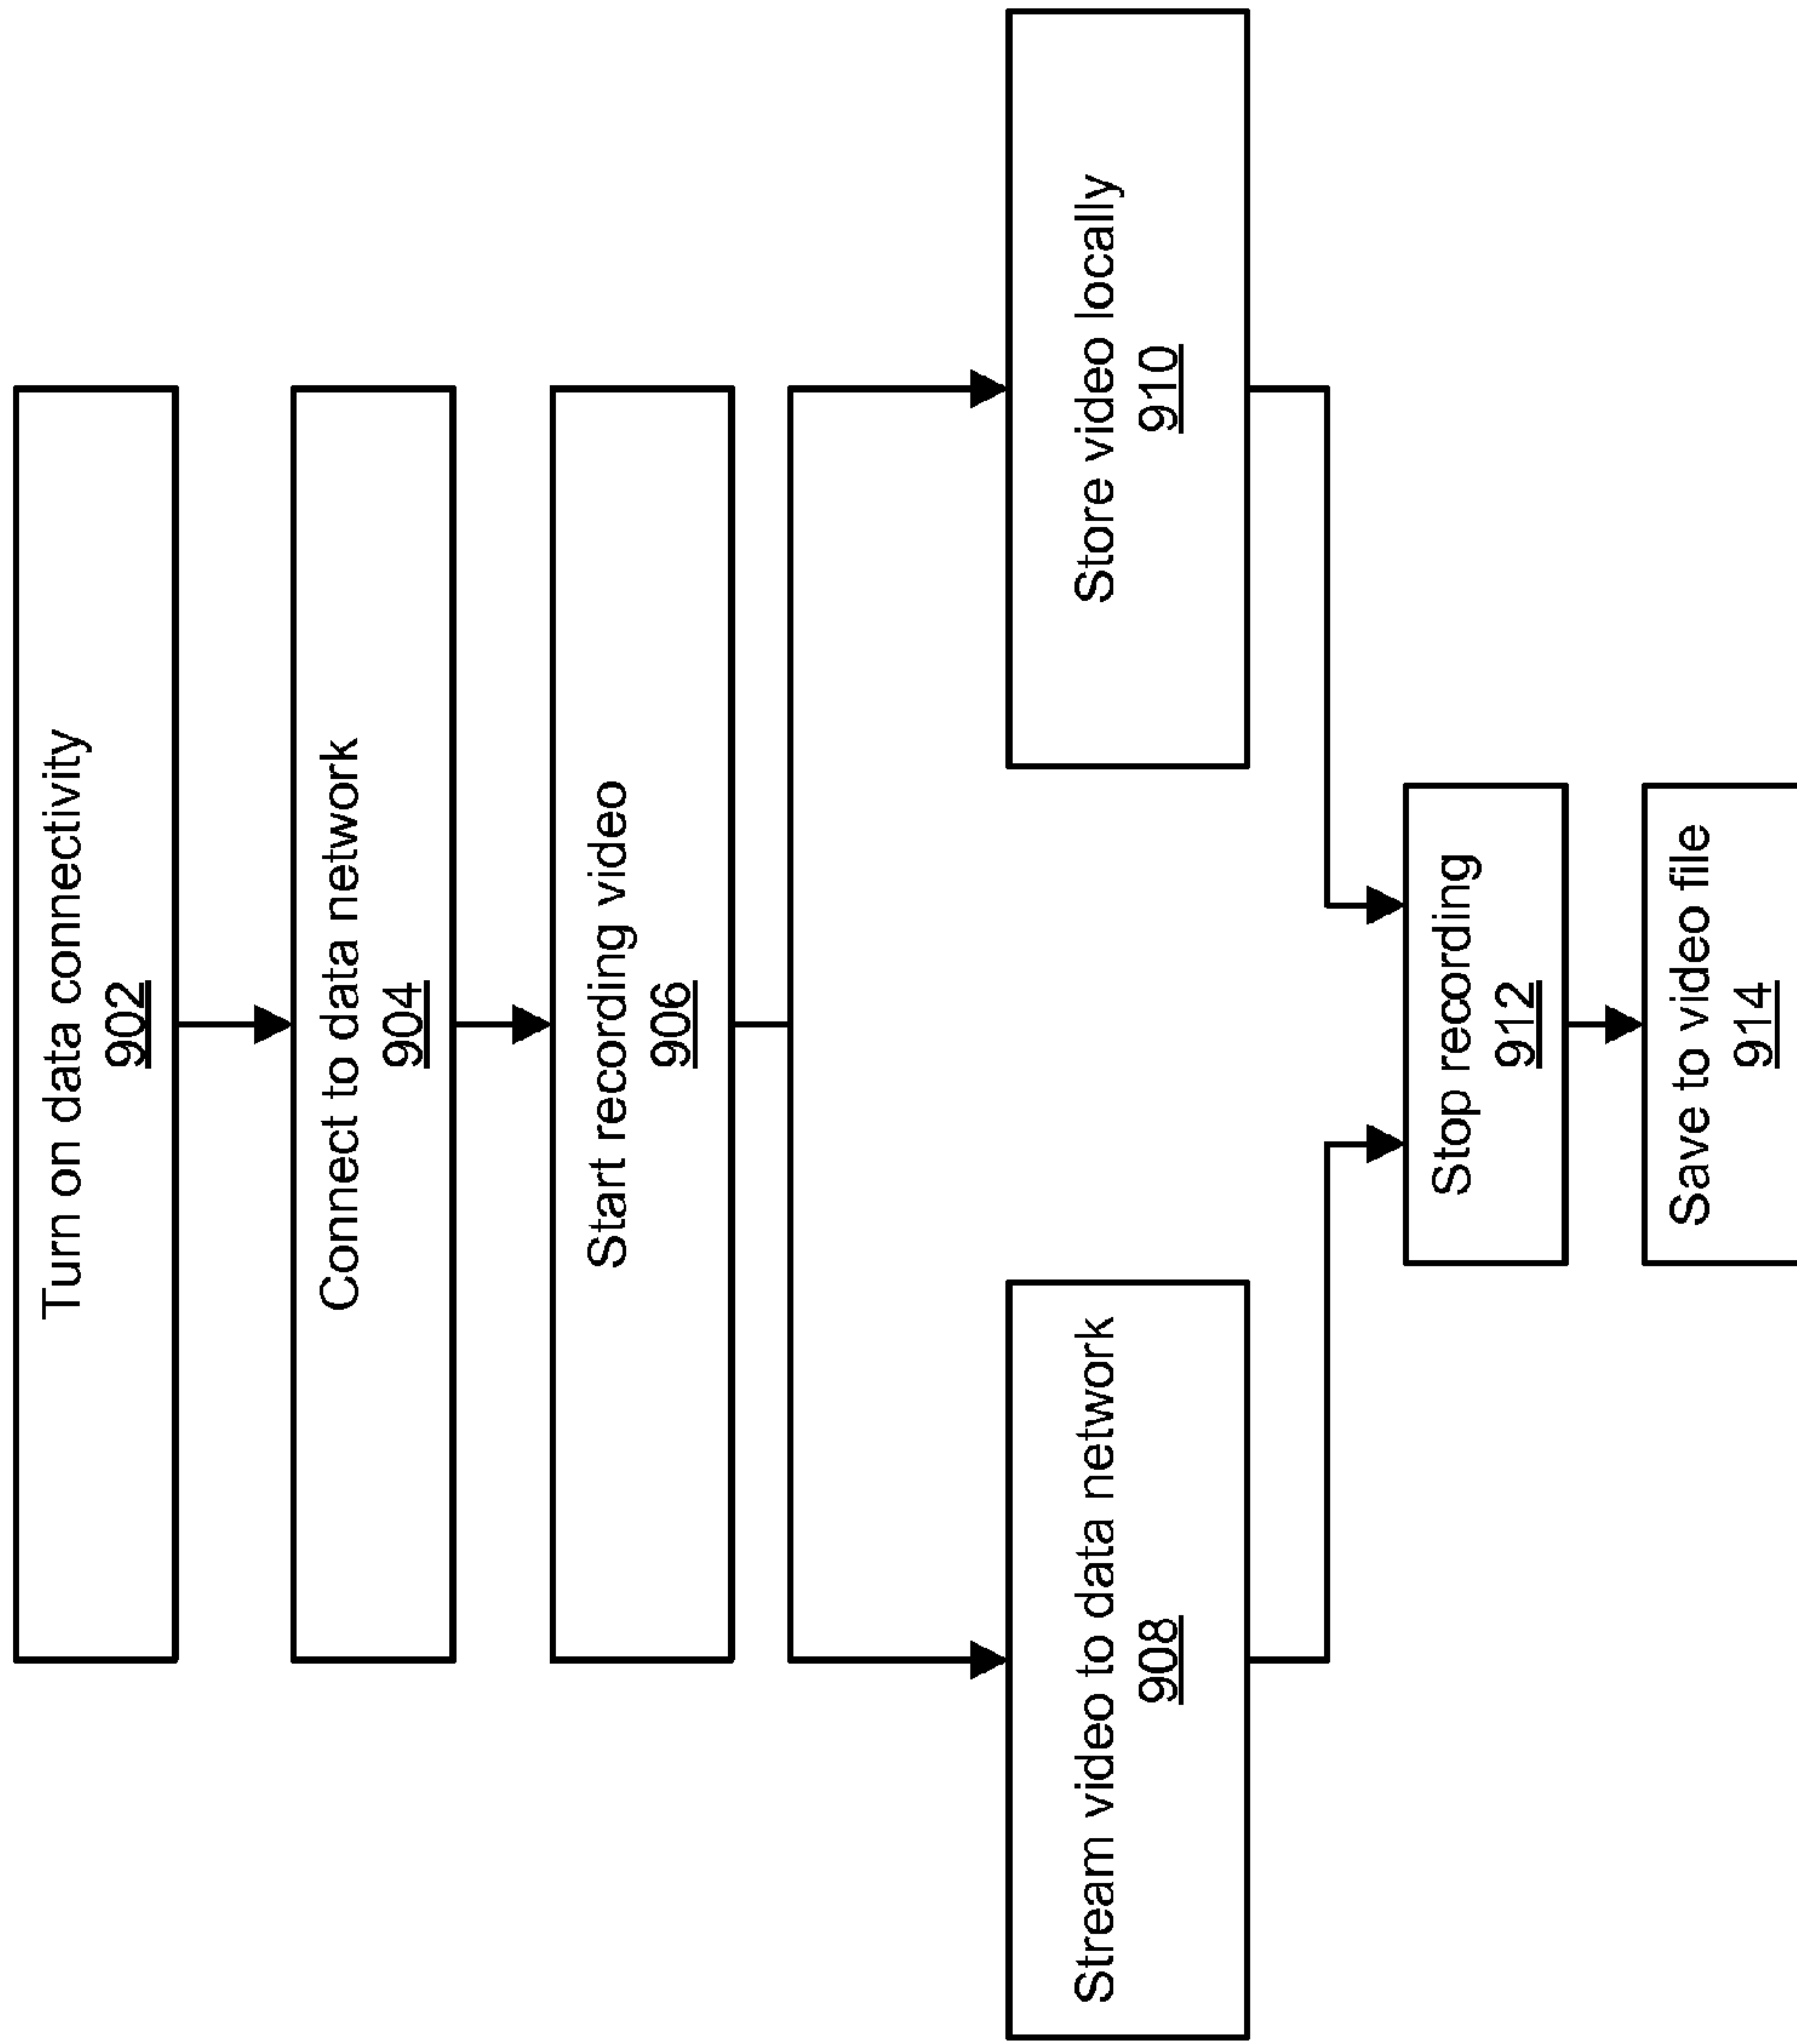 Turn on data connectivity
902
Connect to data network
904
Start recording video
906
Stream video to data network
908
Store video locally
910
Stop recording
912
Save to video file
914